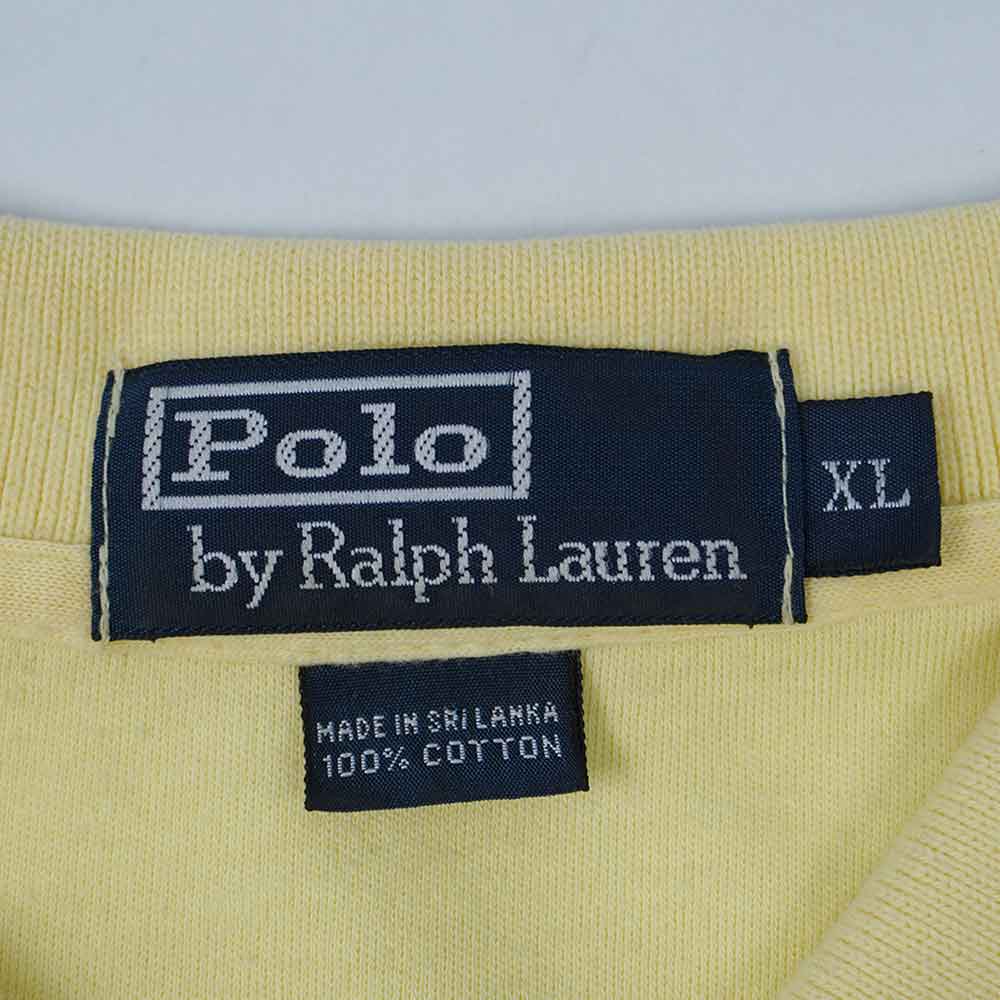 Polo
by Ralph Lauren
XL
MADE IN SRI LANKA
100% COTTON